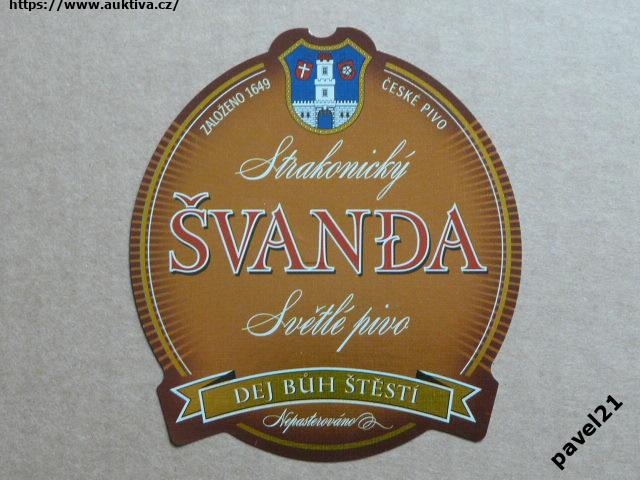 https://www.auktiva.cz/
ZALOŽENO 1649
ČESKÉ PIVO
Strakonický
ŠVANDA
Světlé pivo
DEJ BŮH ŠTĚSTÍ
Nepasterováno
pavel21